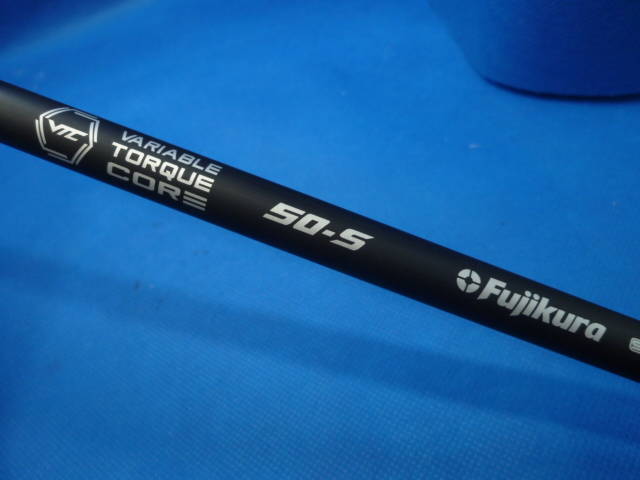 VTC
VARIABLE
TORQUE
CORE
50-S
Fujikura